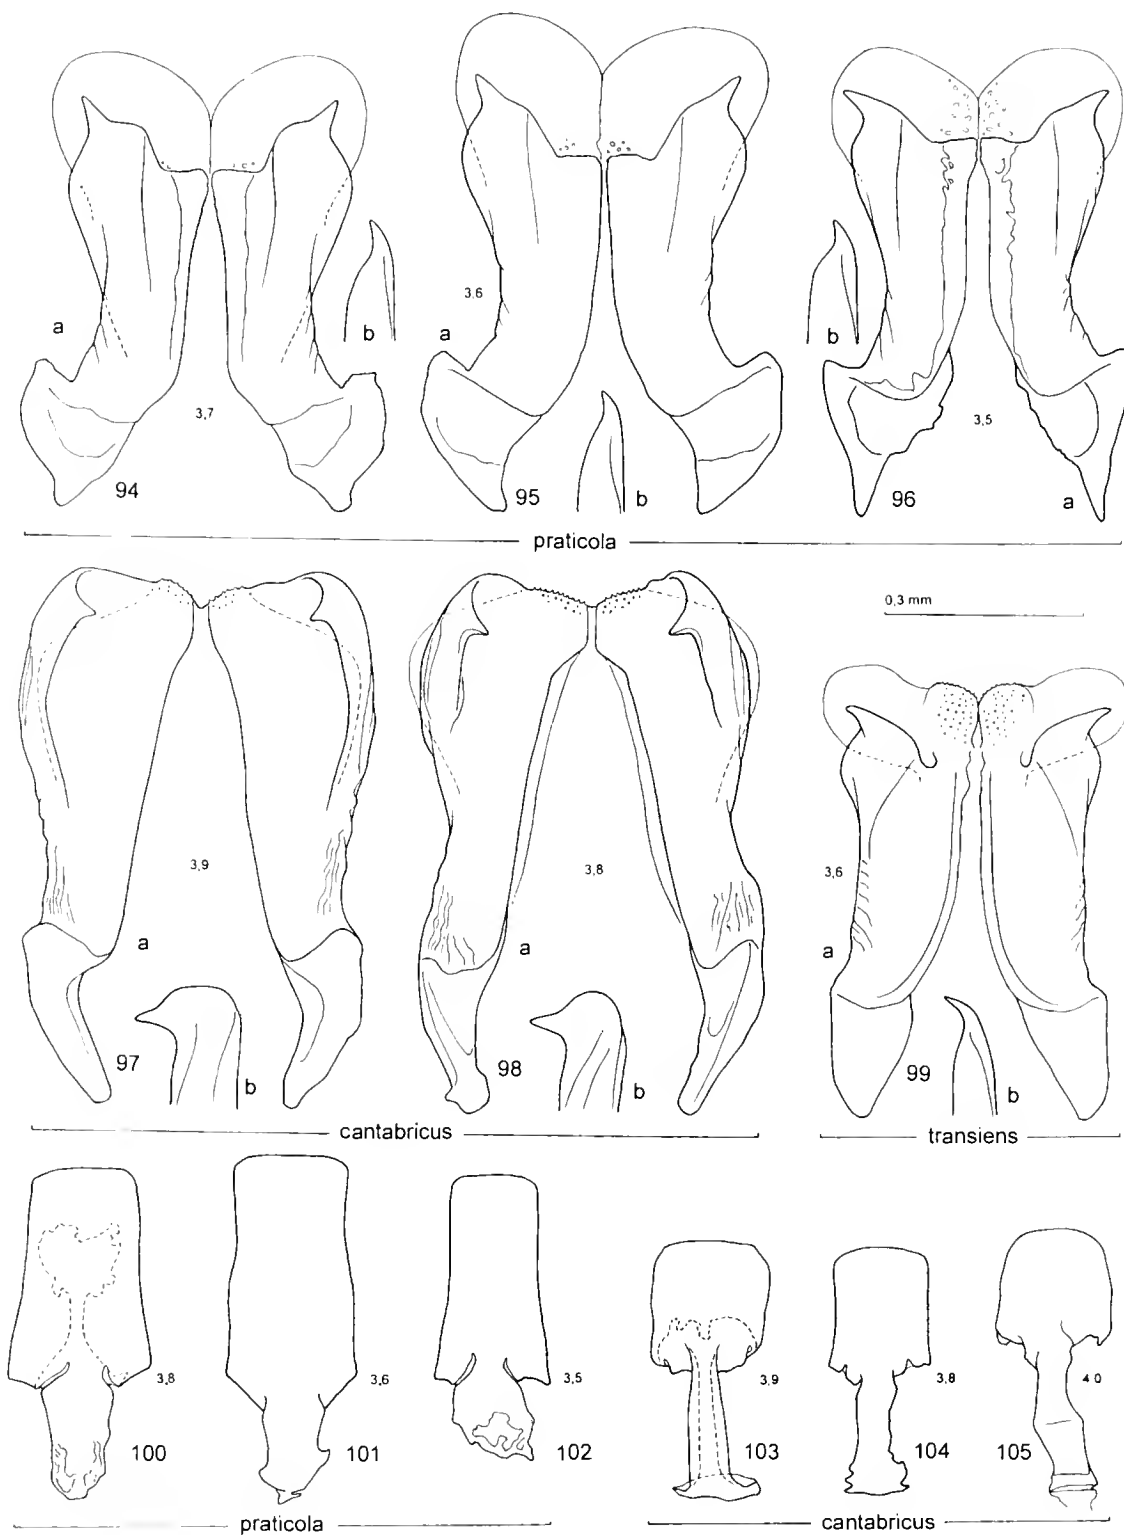 3,6
a
b
a
b
b
3,7
3,5
94
95
b
96
a
praticola
0,3 mm
3,9
3,8
3,6
a
a
a
97
b
98
b
99
b
cantabricus
transiens
3,8
3,6
3,5
3,9
3,8
4 0
100
101
102
103
104
105
praticola
cantabricus